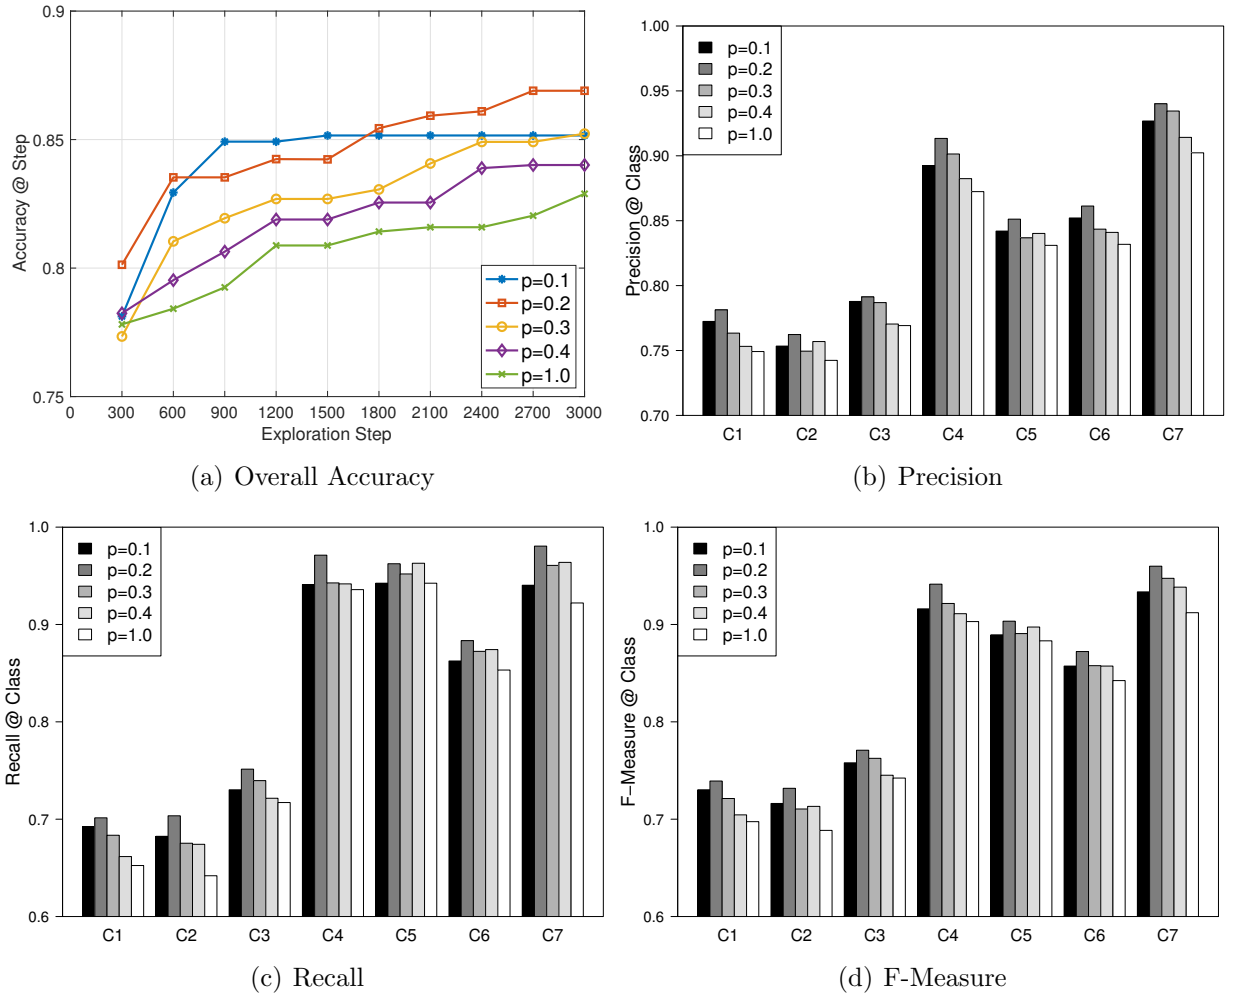 0.9
0.85
0.8
0.75
0 300 600 900 1200 1500 1800 2100 2400 2700 3000
Accuracy @ Step
Exploration Step
p=0.1
p=0.2
p=0.3
p=0.4
p=1.0
(a) Overall Accuracy
1.00
0.95
0.90
0.85
0.80
0.75
0.70
Precision @ Class
p=0.1
p=0.2
p=0.3
p=0.4
p=1.0
C1 C2 C3 C4 C5 C6 C7
(b) Precision
1.0
0.9
0.8
0.7
0.6
Recall @ Class
p=0.1
p=0.2
p=0.3
p=0.4
p=1.0
C1 C2 C3 C4 C5 C6 C7
(c) Recall
1.0
0.9
0.8
0.7
0.6
F−Measure @ Class
p=0.1
p=0.2
p=0.3
p=0.4
p=1.0
C1 C2 C3 C4 C5 C6 C7
(d) F-Measure